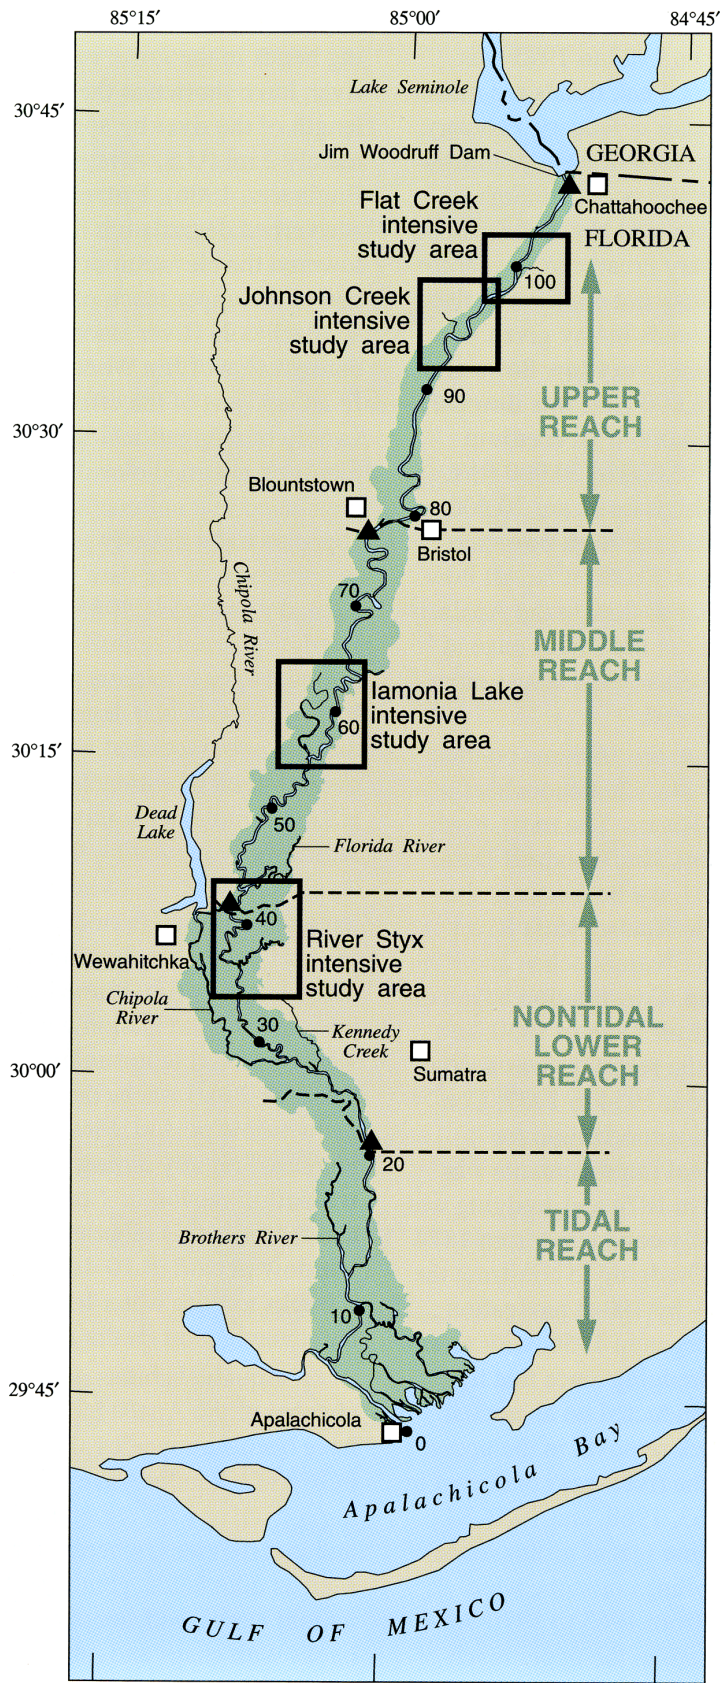 85°15'
85°00'
84°45'
Lake Seminole
30°45'
Jim Woodruff Dam
GEORGIA
Chattahoochee
FLORIDA
Flat Creek
intensive
study area
100
Johnson Creek
intensive
study area
90
UPPER
REACH
30°30'
Blountstown
80
Bristol
Chipola River
70
MIDDLE
REACH
Iamonia Lake
intensive
study area
60
30°15'
Dead
Lake
50
Florida River
40
Wewahitchka
River Styx
intensive
study area
Chipola
River
30
Kennedy
Creek
NONTIDAL
LOWER
REACH
30°00'
Sumatra
20
TIDAL
REACH
Brothers River
10
29°45'
Apalachicola
0
Apalachicola Bay
GULF OF MEXICO